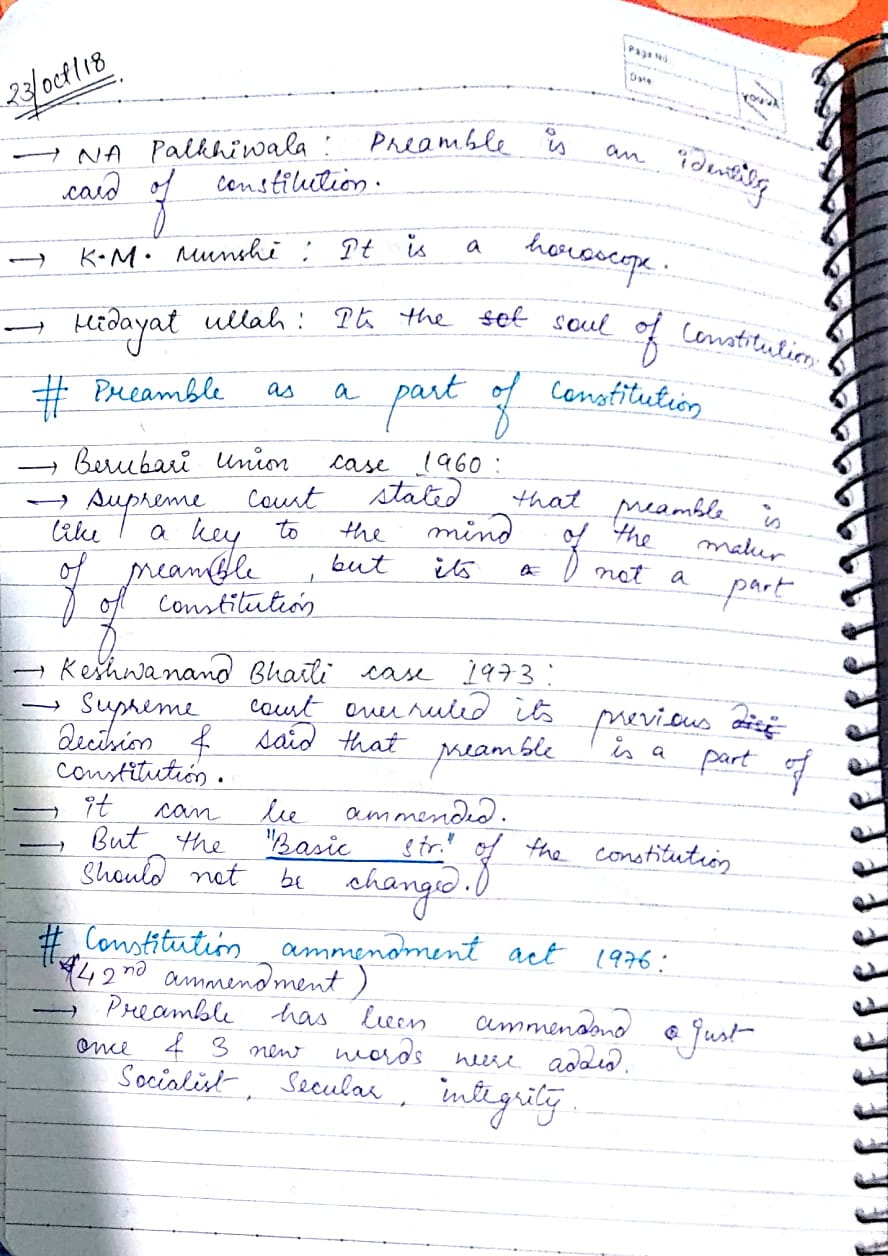 23/oct/18
Page No.
Date
YOUVA
→ NA Palkhiwala: Preamble is an identity
card of constitution.
→ K.M. Munshi: It is a horoscope.
→ Hidayat ullah: Its the soul of Constitution
# Preamble as a part of constitution
→ Berubari Union case 1960:
→ Supreme court stated that preamble is
like a key to the mind of the maker
of preamble, but its not a part
of constitution
→ Keshwanand Bharti case 1973:
→ Supreme court overruled its previous
decision & said that preamble is a part of
constitution.
→ it can be ammended.
→ But the "Basic str." of the constitution
should not be changed.
# Constitution ammendment act 1976:
(42nd ammendment)
→ Preamble has been ammendend just
once & 3 new words were added.
Socialist, Secular, integrity.